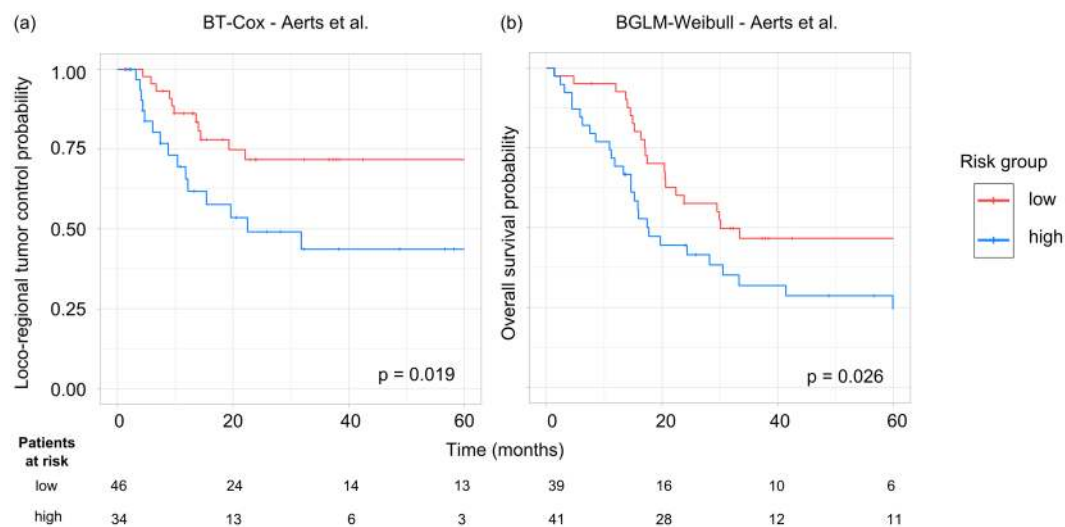 (a) BT-Cox - Aerts et al.
(b) BGLM-Weibull - Aerts et al.
Loco-regional tumor control probability
1.00
0.75
0.50
0.25
0.00
p = 0.019
0 20 40 60
Overall survival probability
p = 0.026
0 20 40 60
Time (months)
Risk group
low
high
Patients
at risk
low 46 24 14 13 39 16 10 6
high 34 13 6 3 41 28 12 11